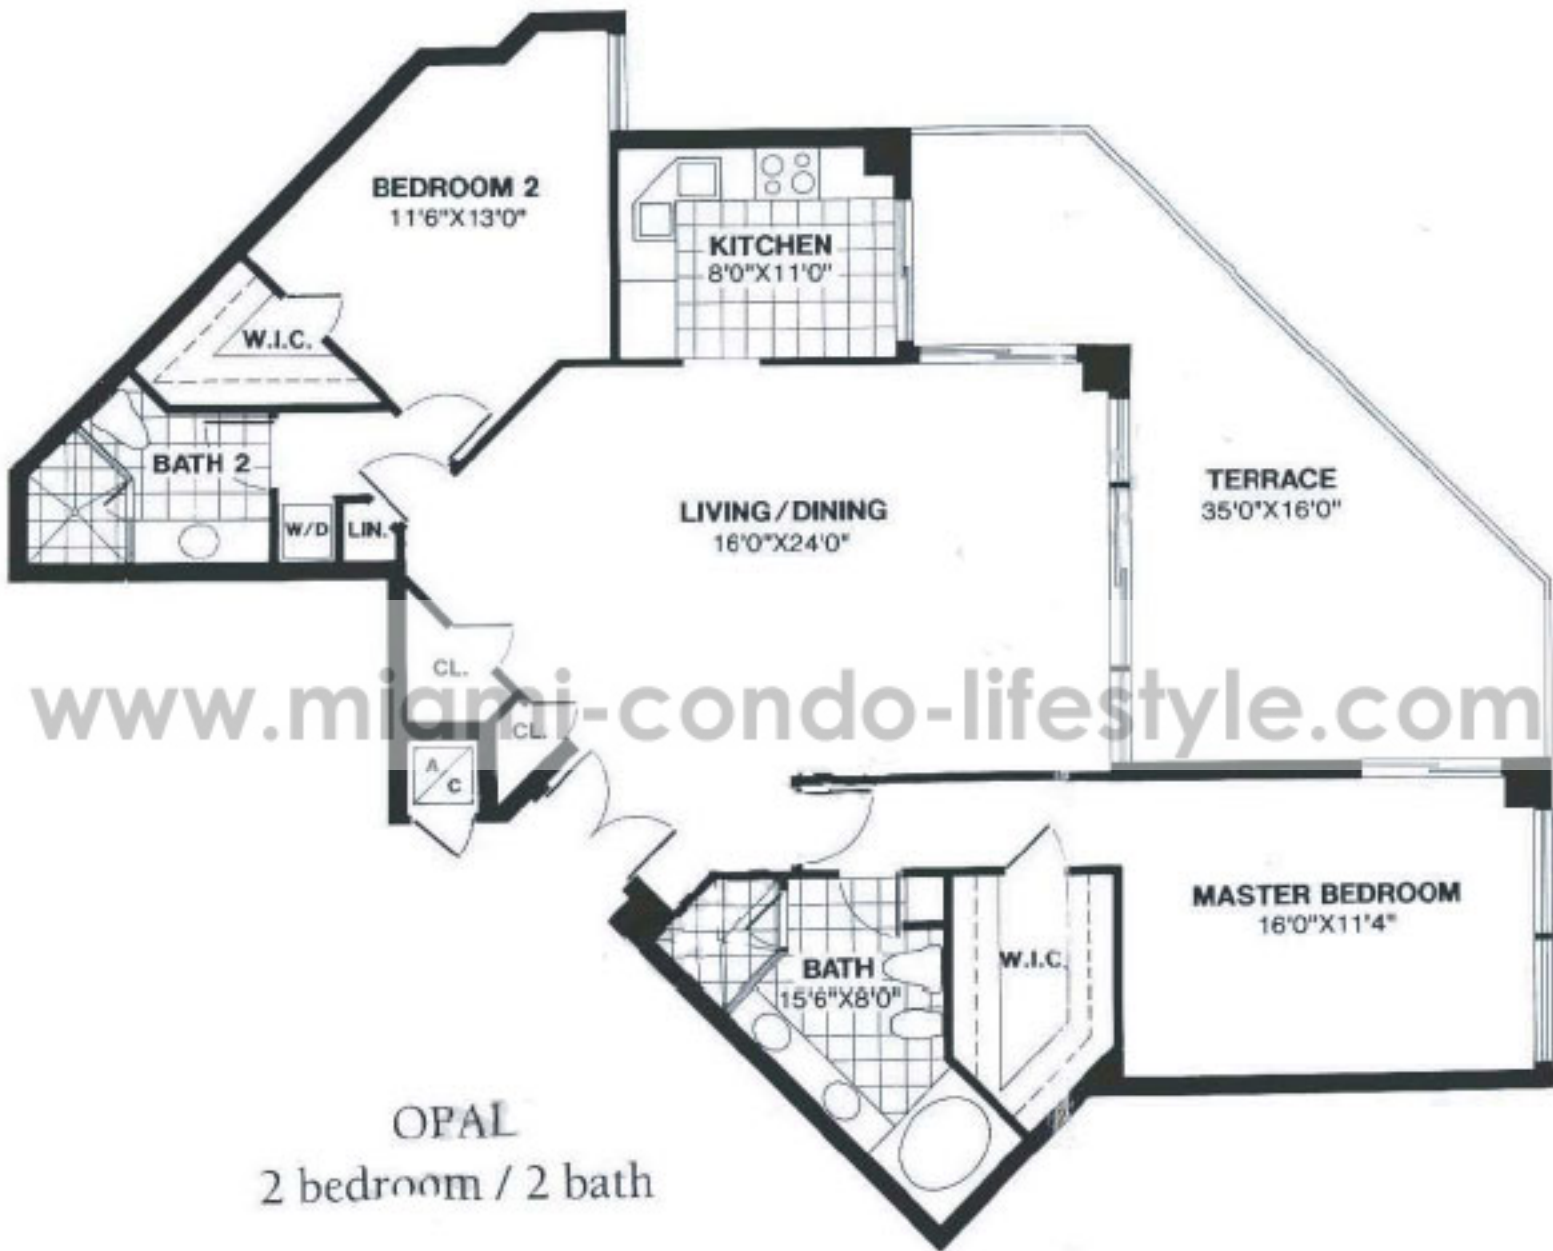 BEDROOM 2
11'6"X13'0"
KITCHEN
8'0"X11'0"
W.I.C.
BATH 2
W/D
LIN.
LIVING/DINING
16'0"X24'0"
TERRACE
35'0"X16'0"
CL.
www.miami-condo-lifestyle.com
CL.
A/C
MASTER BEDROOM
16'0"X11'4"
W.I.C.
BATH
15'6"X8'0"
OPAL
2 bedroom / 2 bath